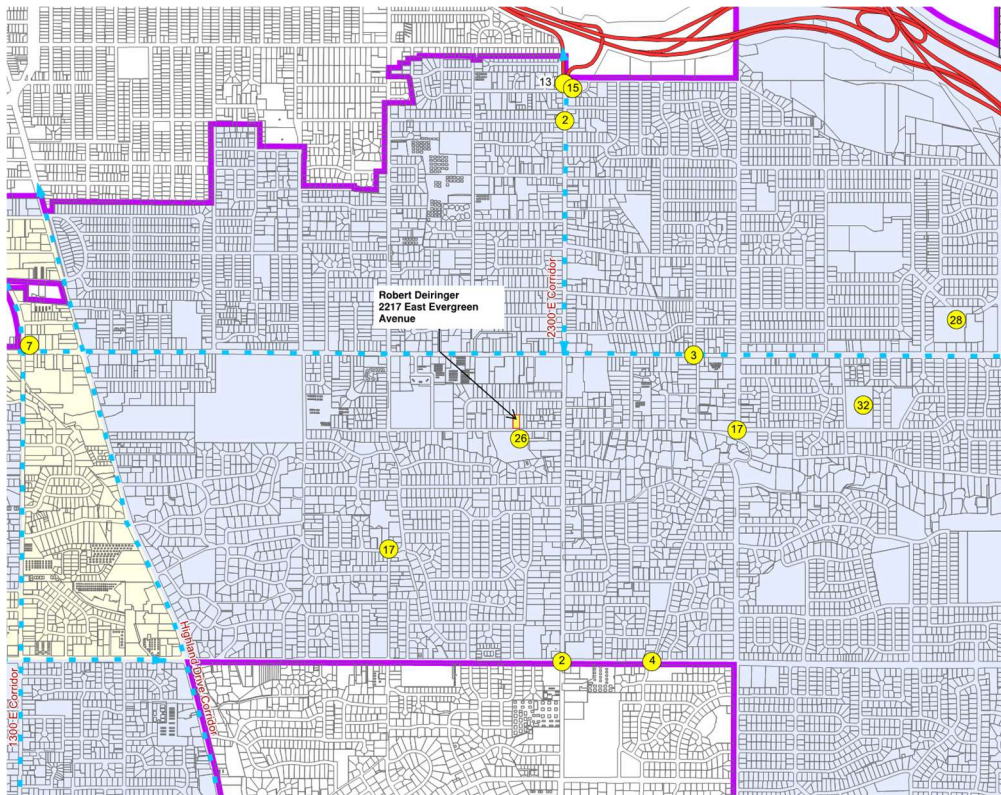 13
15
2
2300 E Corridor
Robert Deiringer
2217 East Evergreen
Avenue
28
7
3
32
17
26
17
2
4
Highland Drive Corridor
1300 E Corridor